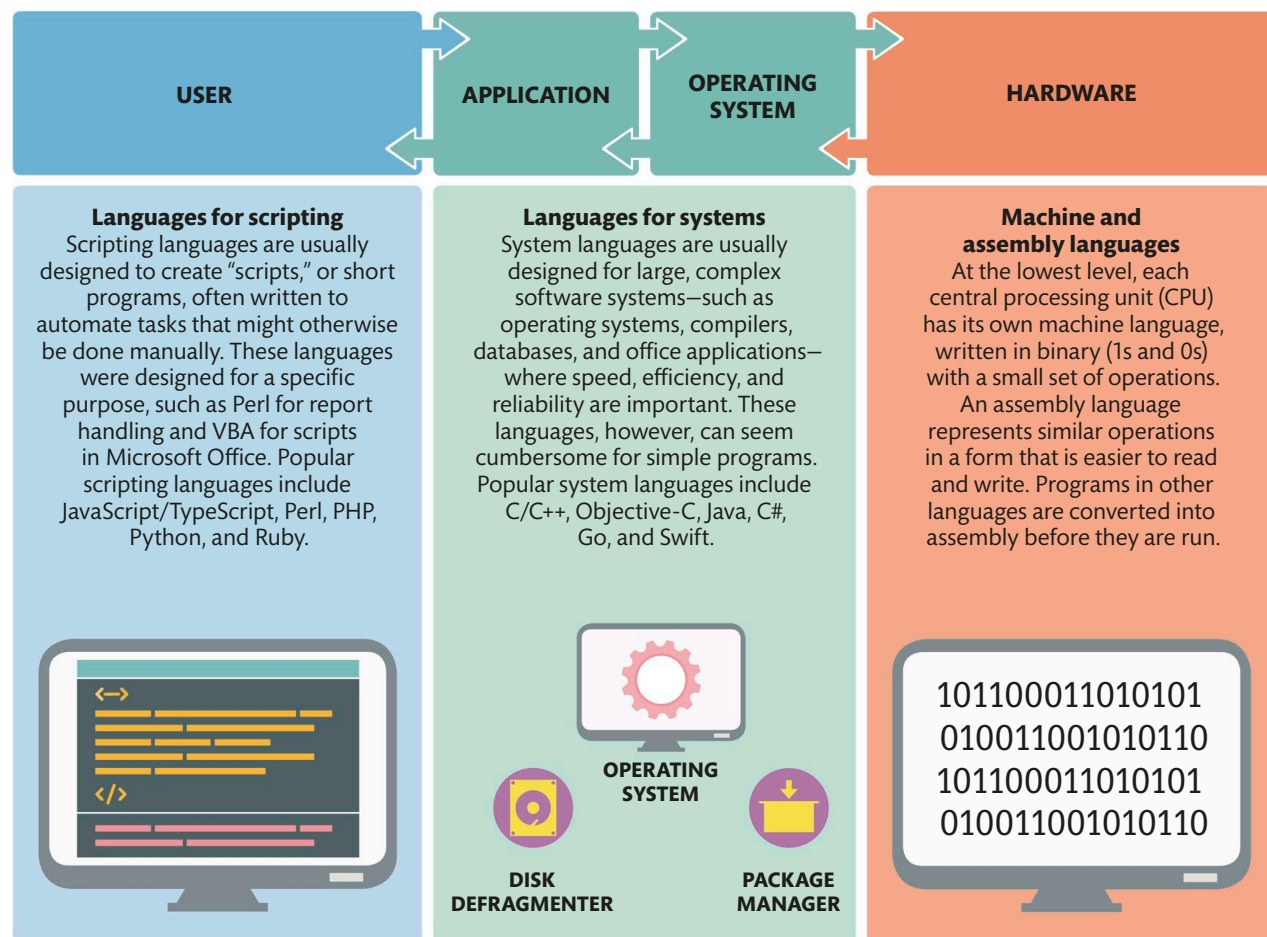 USER
APPLICATION
OPERATING
SYSTEM
HARDWARE
Languages for scripting
Scripting languages are usually
designed to create “scripts,” or short
programs, often written to
automate tasks that might otherwise
be done manually. These languages
were designed for a specific
purpose, such as Perl for report
handling and VBA for scripts
in Microsoft Office. Popular
scripting languages include
JavaScript/TypeScript, Perl, PHP,
Python, and Ruby.
Languages for systems
System languages are usually
designed for large, complex
software systems—such as
operating systems, compilers,
databases, and office applications—
where speed, efficiency, and
reliability are important. These
languages, however, can seem
cumbersome for simple programs.
Popular system languages include
C/C++, Objective-C, Java, C#,
Go, and Swift.
OPERATING
SYSTEM
DISK
DEFRAGMENTER
PACKAGE
MANAGER
Machine and
assembly languages
At the lowest level, each
central processing unit (CPU)
has its own machine language,
written in binary (1s and 0s)
with a small set of operations.
An assembly language
represents similar operations
in a form that is easier to read
and write. Programs in other
languages are converted into
assembly before they are run.
101100011010101
010011001010110
101100011010101
010011001010110